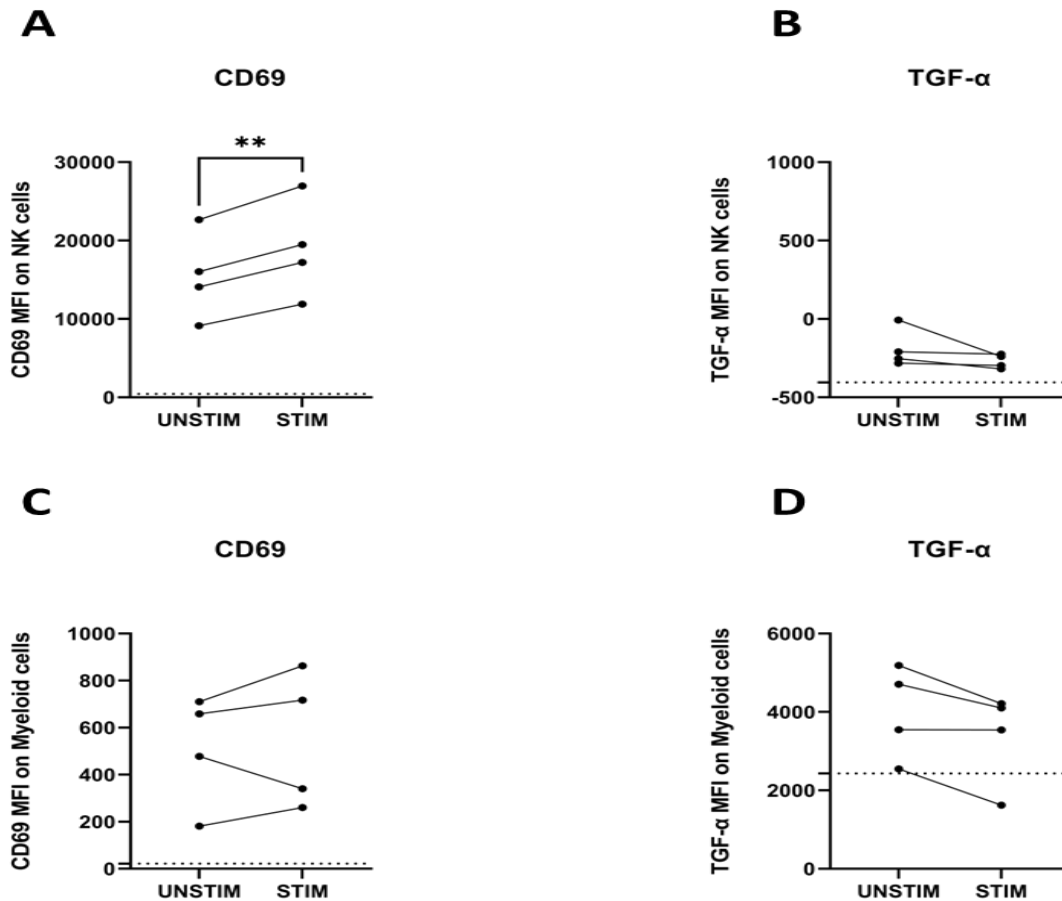 A
CD69
CD69 MFI on NK cells
**
30000
20000
10000
0
UNSTIM STIM
B
TGF-α
TGF-α MFI on NK cells
1000
500
0
-500
UNSTIM STIM
C
CD69
CD69 MFI on Myeloid cells
1000
800
600
400
200
0
UNSTIM STIM
D
TGF-α
TGF-α MFI on Myeloid cells
6000
4000
2000
0
UNSTIM STIM